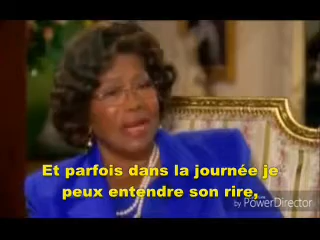 Et parfois dans la journée je
peux entendre son rire,
by PowerDirector